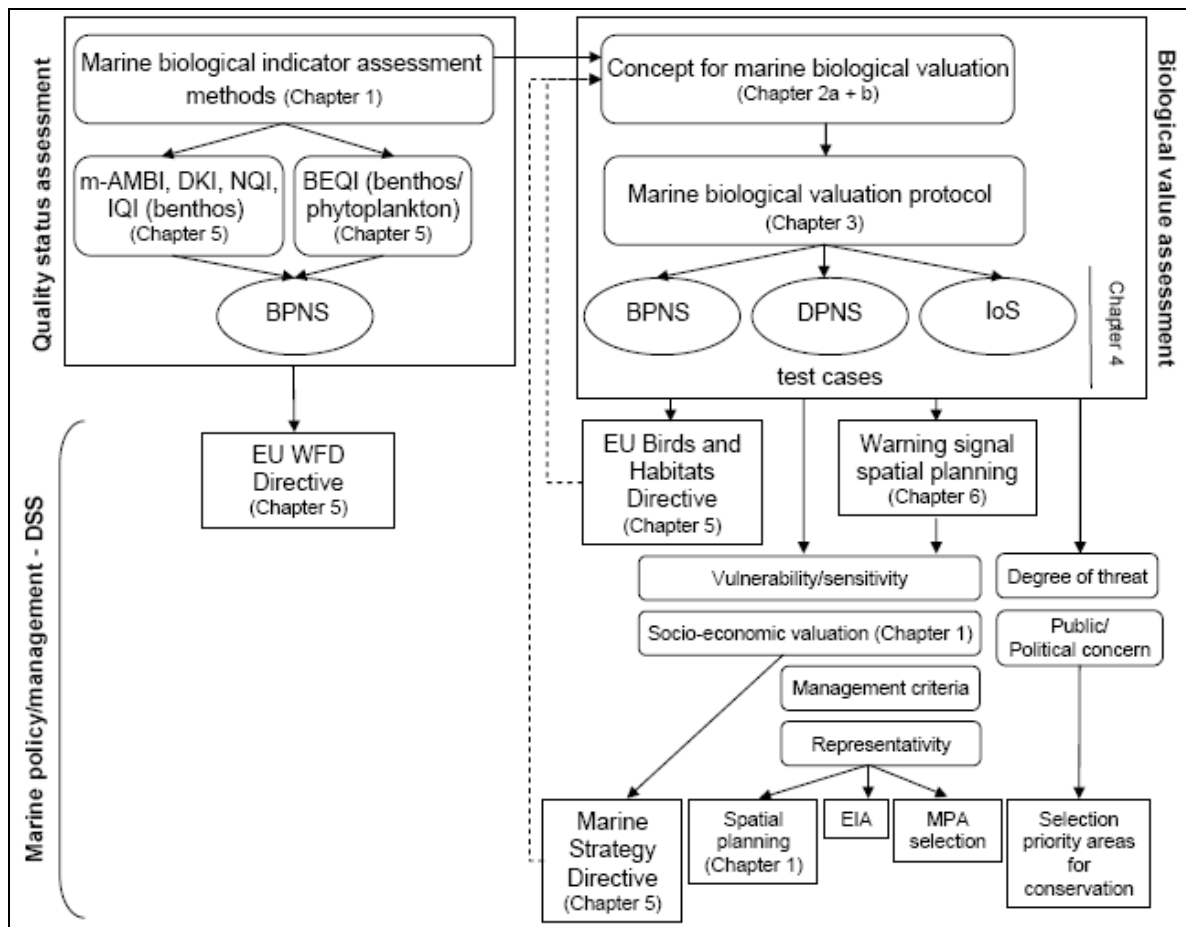 Quality status assessment
Marine biological indicator assessment
methods (Chapter 1)
m-AMBI, DKI, NQI,
IQI (benthos)
(Chapter 5)
BEQI (benthos/
phytoplankton)
(Chapter 5)
BPNS
Biological value assessment
Concept for marine biological valuation
(Chapter 2a + b)
Marine biological valuation protocol
(Chapter 3)
BPNS
DPNS
IoS
Chapter 4
test cases
Marine policy/management - DSS
EU WFD
Directive
(Chapter 5)
EU Birds and
Habitats
Directive
(Chapter 5)
Warning signal
spatial planning
(Chapter 6)
Vulnerability/sensitivity
Degree of threat
Socio-economic valuation (Chapter 1)
Public/
Political concern
Management criteria
Representativity
Marine
Strategy
Directive
(Chapter 5)
Spatial
planning
(Chapter 1)
EIA
MPA
selection
Selection
priority areas
for
conservation